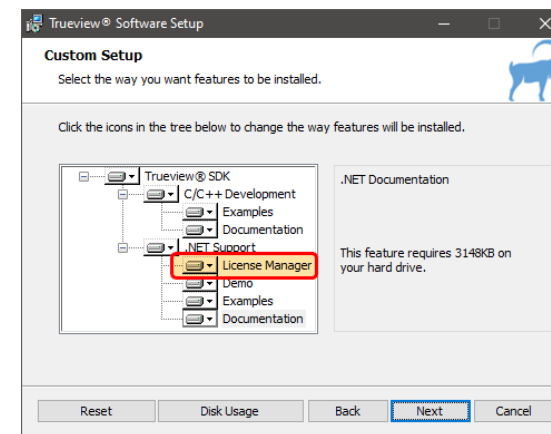 Trueview® Software Setup
Custom Setup
Select the way you want features to be installed.
Click the icons in the tree below to change the way features will be installed.
Trueview® SDK
C/C++ Development
Examples
Documentation
.NET Support
License Manager
Demo
Examples
Documentation
.NET Documentation
This feature requires 3148KB on
your hard drive.
Reset
Disk Usage
Back
Next
Cancel